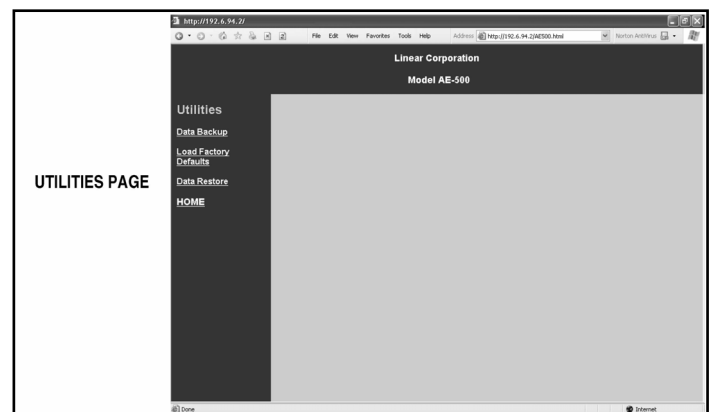 UTILITIES PAGE
http://192.6.94.2/
File Edit View Favorites Tools Help Address http://192.6.94.2/AE500.html Norton AntiVirus
Linear Corporation
Model AE-500
Utilities
Data Backup
Load Factory
Defaults
Data Restore
HOME
Done Internet